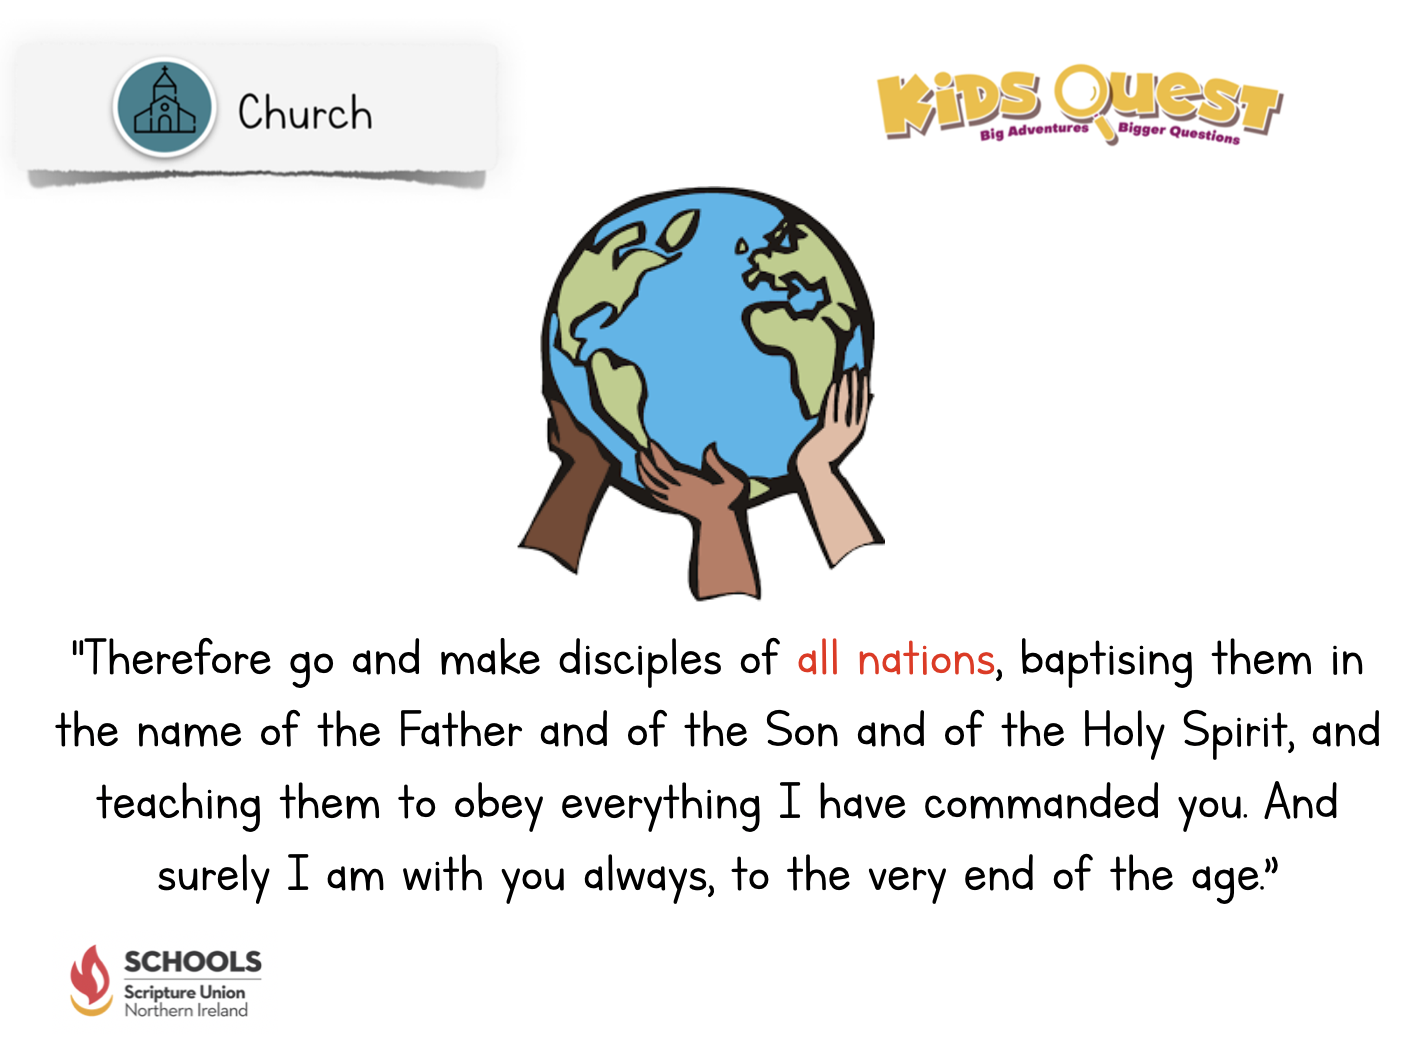 Church
KiDS QUEST
Big Adventures Bigger Questions
"Therefore go and make disciples of all nations, baptising them in
the name of the Father and of the Son and of the Holy Spirit, and
teaching them to obey everything I have commanded you. And
surely I am with you always, to the very end of the age.”
SCHOOLS
Scripture Union
Northern Ireland